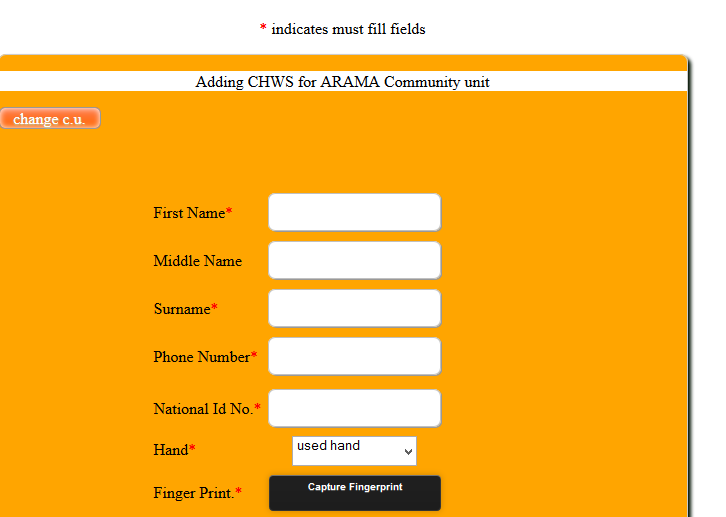 * indicates must fill fields
Adding CHWS for ARAMA Community unit
change c.u.
First Name*
Middle Name
Surname*
Phone Number*
National Id No.*
Hand* used hand
Finger Print.* Capture Fingerprint